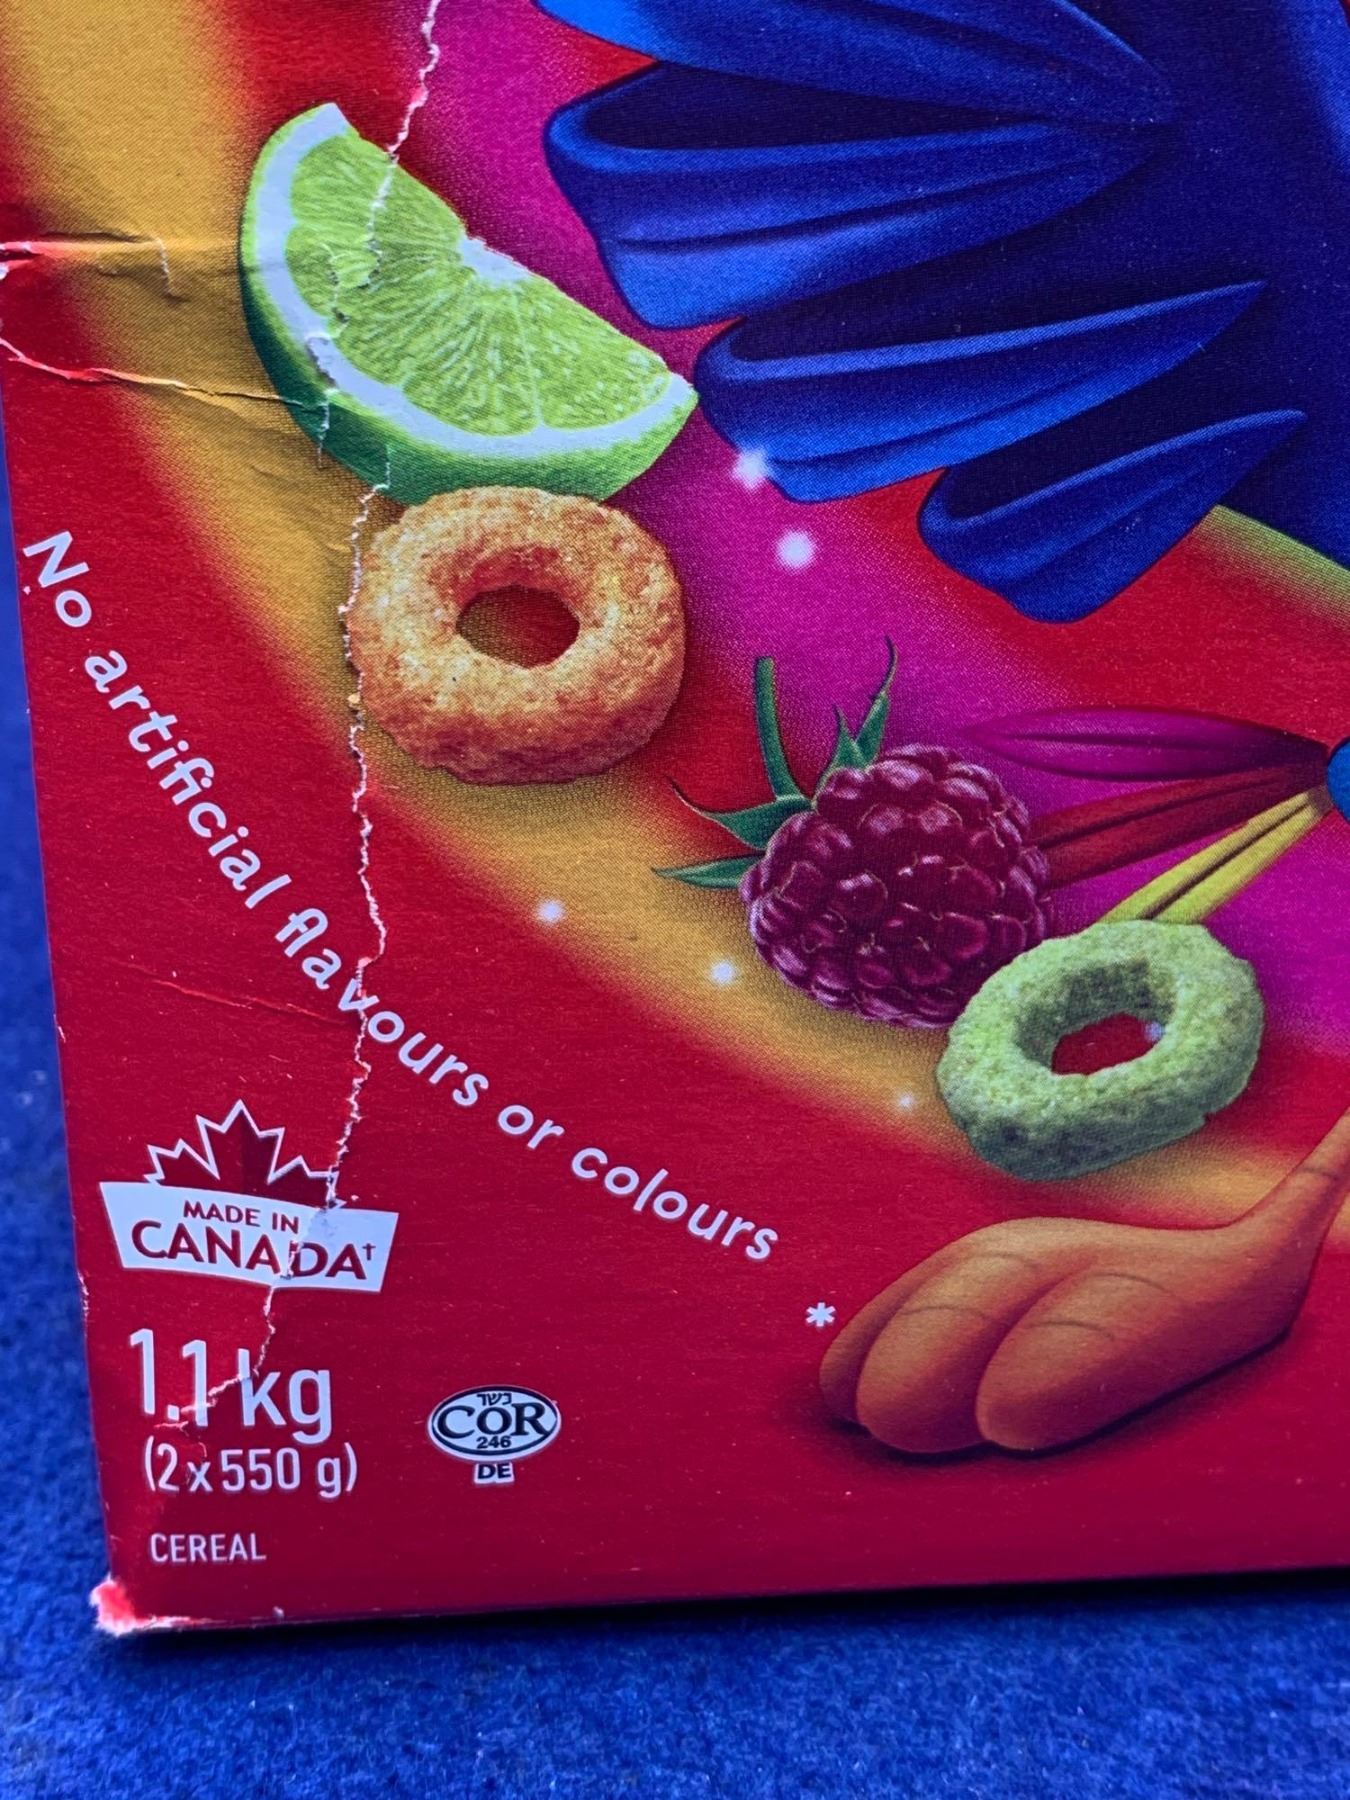 No artificial flavours or colours
*
MADE IN
CANADA†
1.1 kg
(2 x 550 g)
CEREAL
כשר
COR
246
DE